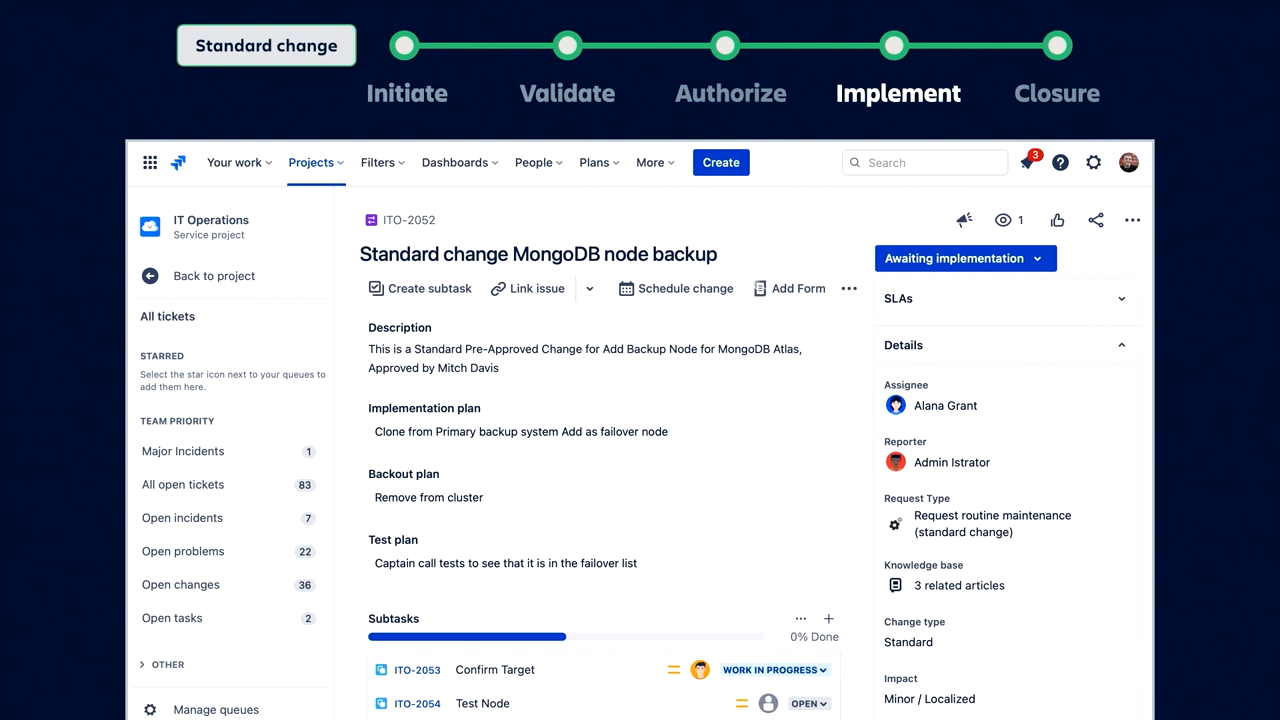 Standard change
Initiate
Validate
Authorize
Implement
Closure
Your work
Projects
Filters
Dashboards
People
Plans
More
Create
Search
3
IT Operations
Service project
Back to project
All tickets
STARRED
Select the star icon next to your queues to
add them here.
TEAM PRIORITY
Major Incidents 1
All open tickets 83
Open incidents 7
Open problems 22
Open changes 36
Open tasks 2
OTHER
Manage queues
ITO-2052
1
Standard change MongoDB node backup
Create subtask
Link issue
Schedule change
Add Form
Description
This is a Standard Pre-Approved Change for Add Backup Node for MongoDB Atlas,
Approved by Mitch Davis
Implementation plan
Clone from Primary backup system Add as failover node
Backout plan
Remove from cluster
Test plan
Captain call tests to see that it is in the failover list
Subtasks
0% Done
ITO-2053 Confirm Target WORK IN PROGRESS
ITO-2054 Test Node OPEN
Awaiting implementation
SLAs
Details
Assignee
Alana Grant
Reporter
Admin Istrator
Request Type
Request routine maintenance
(standard change)
Knowledge base
3 related articles
Change type
Standard
Impact
Minor / Localized